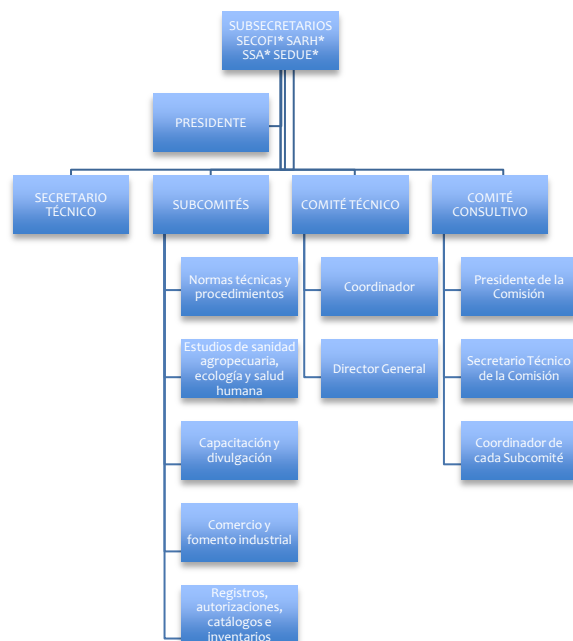 SUBSECRETARIOS
SECOFI* SARH*
SSA* SEDUE*
PRESIDENTE
SECRETARIO
TÉCNICO
SUBCOMITÉS
COMITÉ TÉCNICO
COMITÉ
CONSULTIVO
Normas técnicas y
procedimientos
Estudios de sanidad
agropecuaria,
ecología y salud
humana
Capacitación y
divulgación
Comercio y
fomento industrial
Registros,
autorizaciones,
catálogos e
inventarios
Coordinador
Director General
Presidente de la
Comisión
Secretario Técnico
de la Comisión
Coordinador de
cada Subcomité